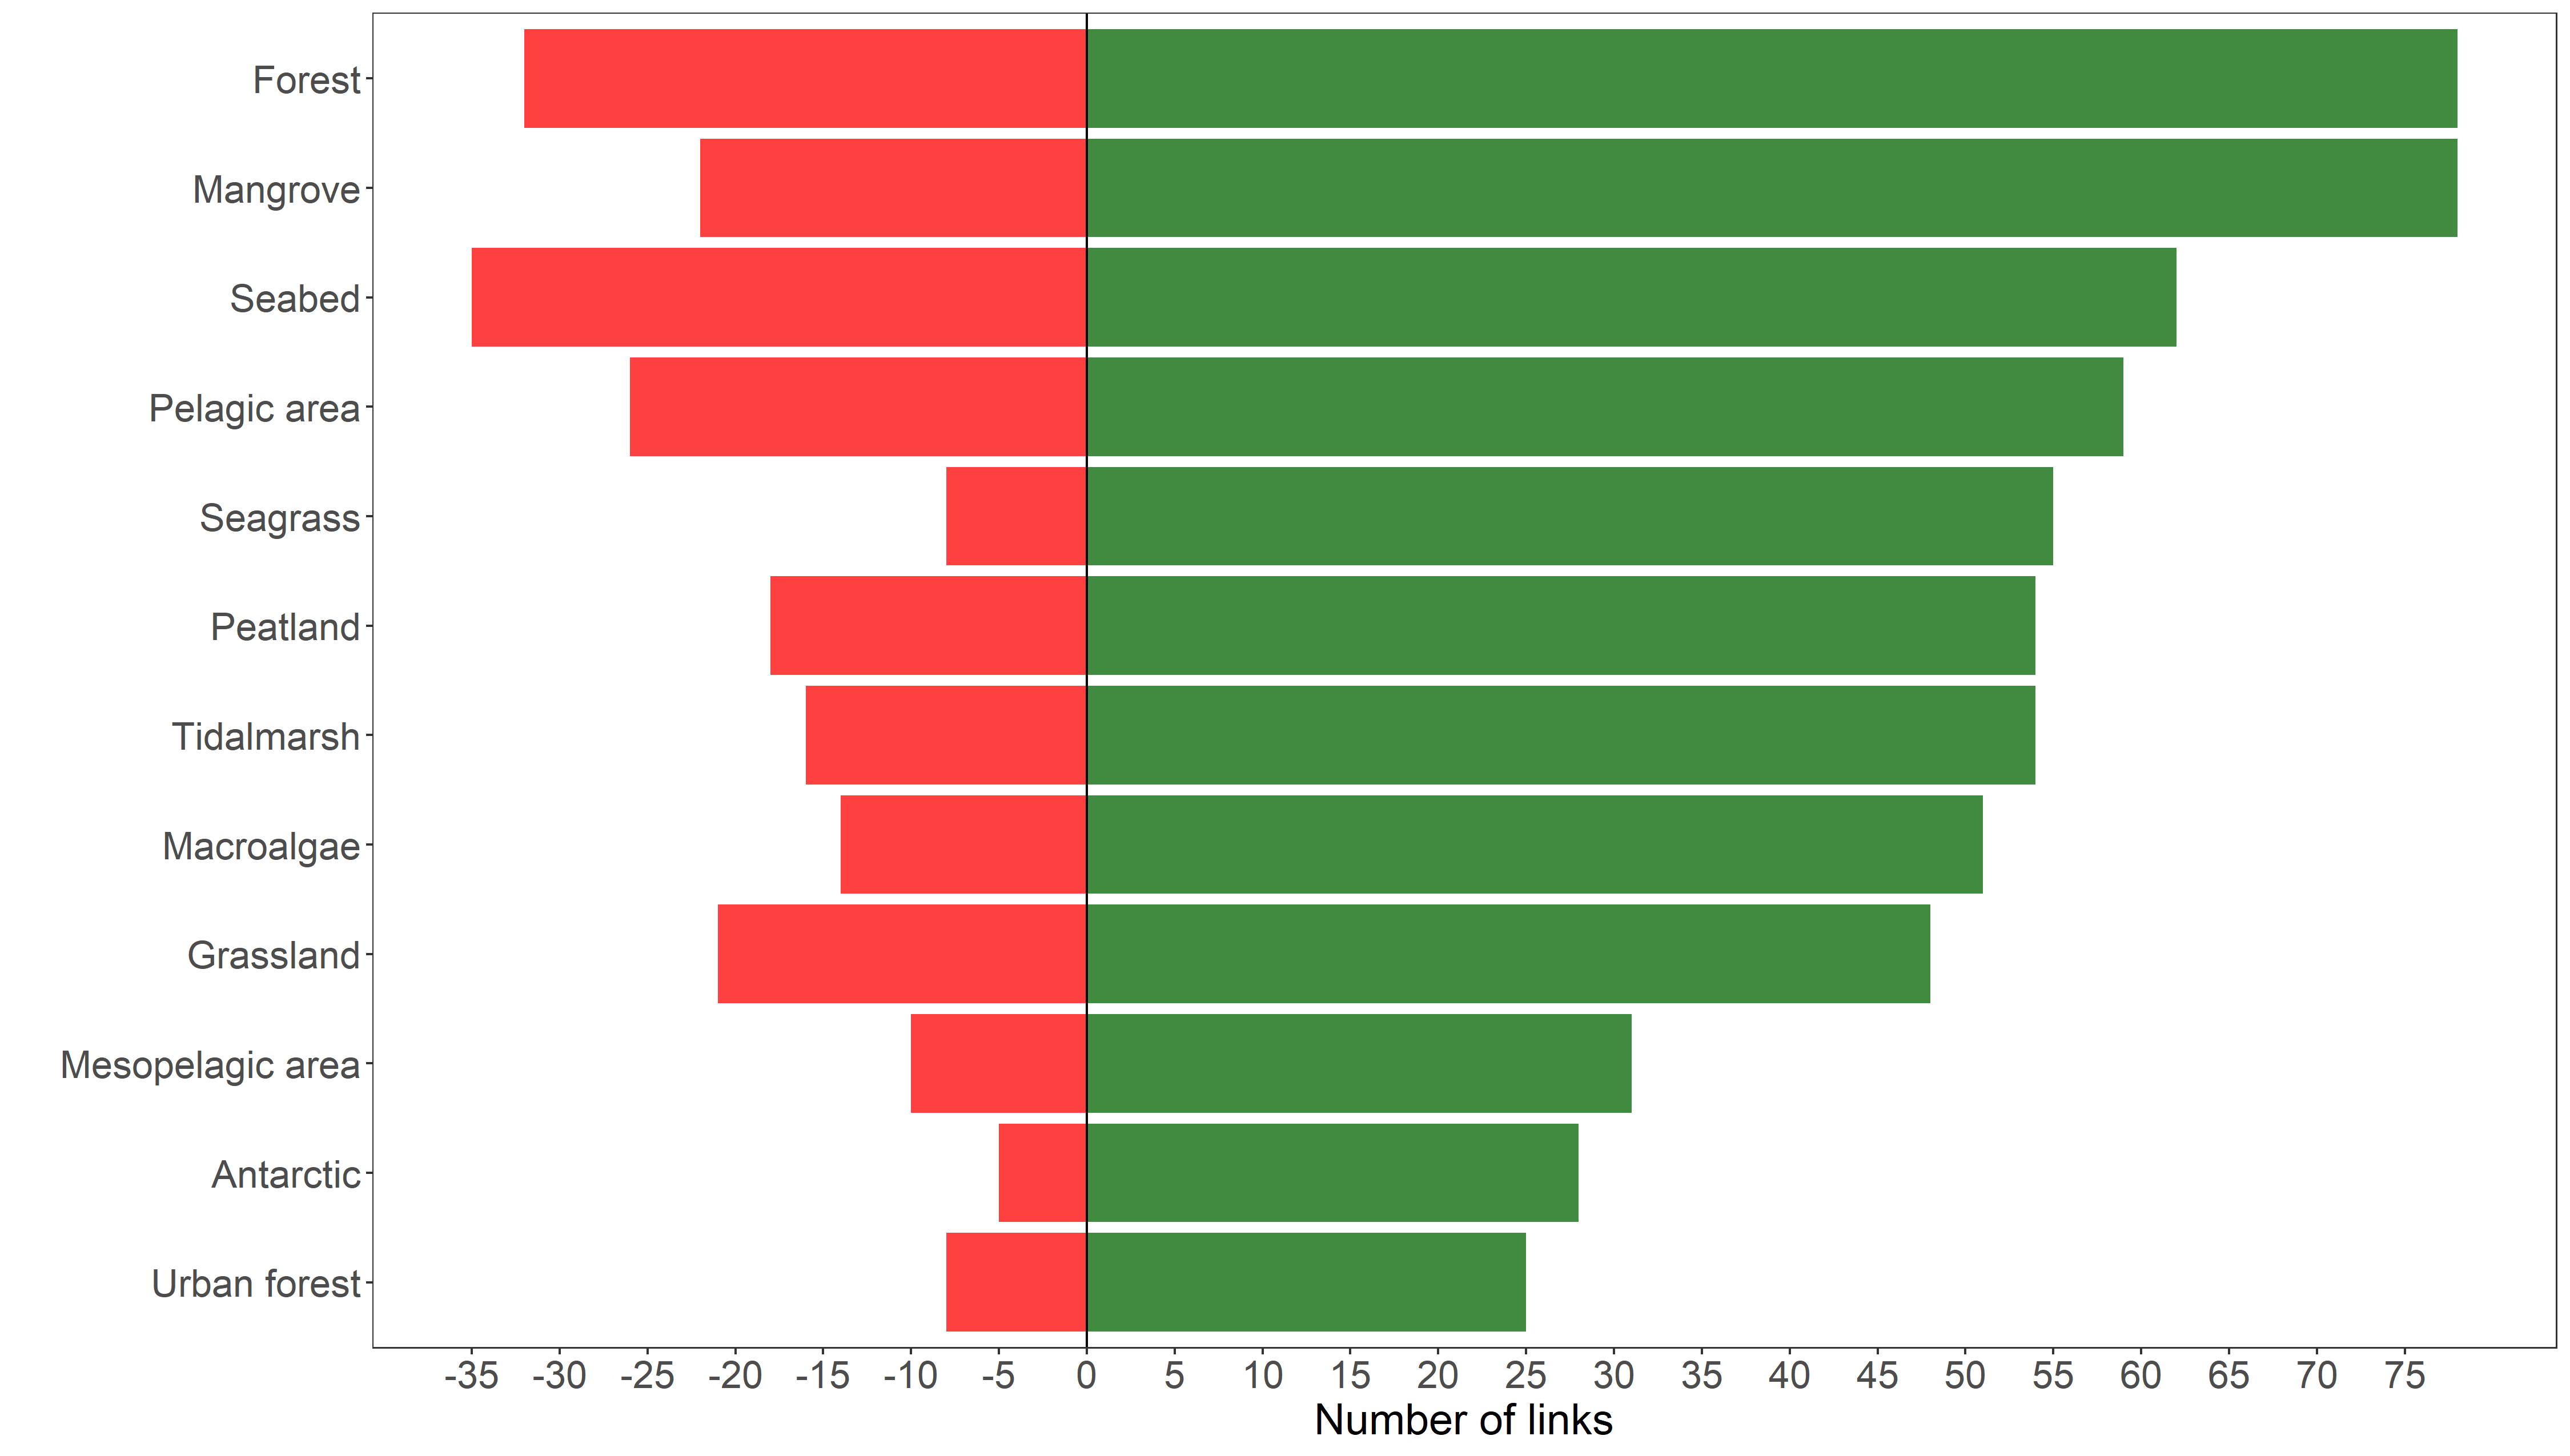 Forest
Mangrove
Seabed
Pelagic area
Seagrass
Peatland
Tidalmarsh
Macroalgae
Grassland
Mesopelagic area
Antarctic
Urban forest
-35 -30 -25 -20 -15 -10 -5 0 5 10 15 20 25 30 35 40 45 50 55 60 65 70 75
Number of links